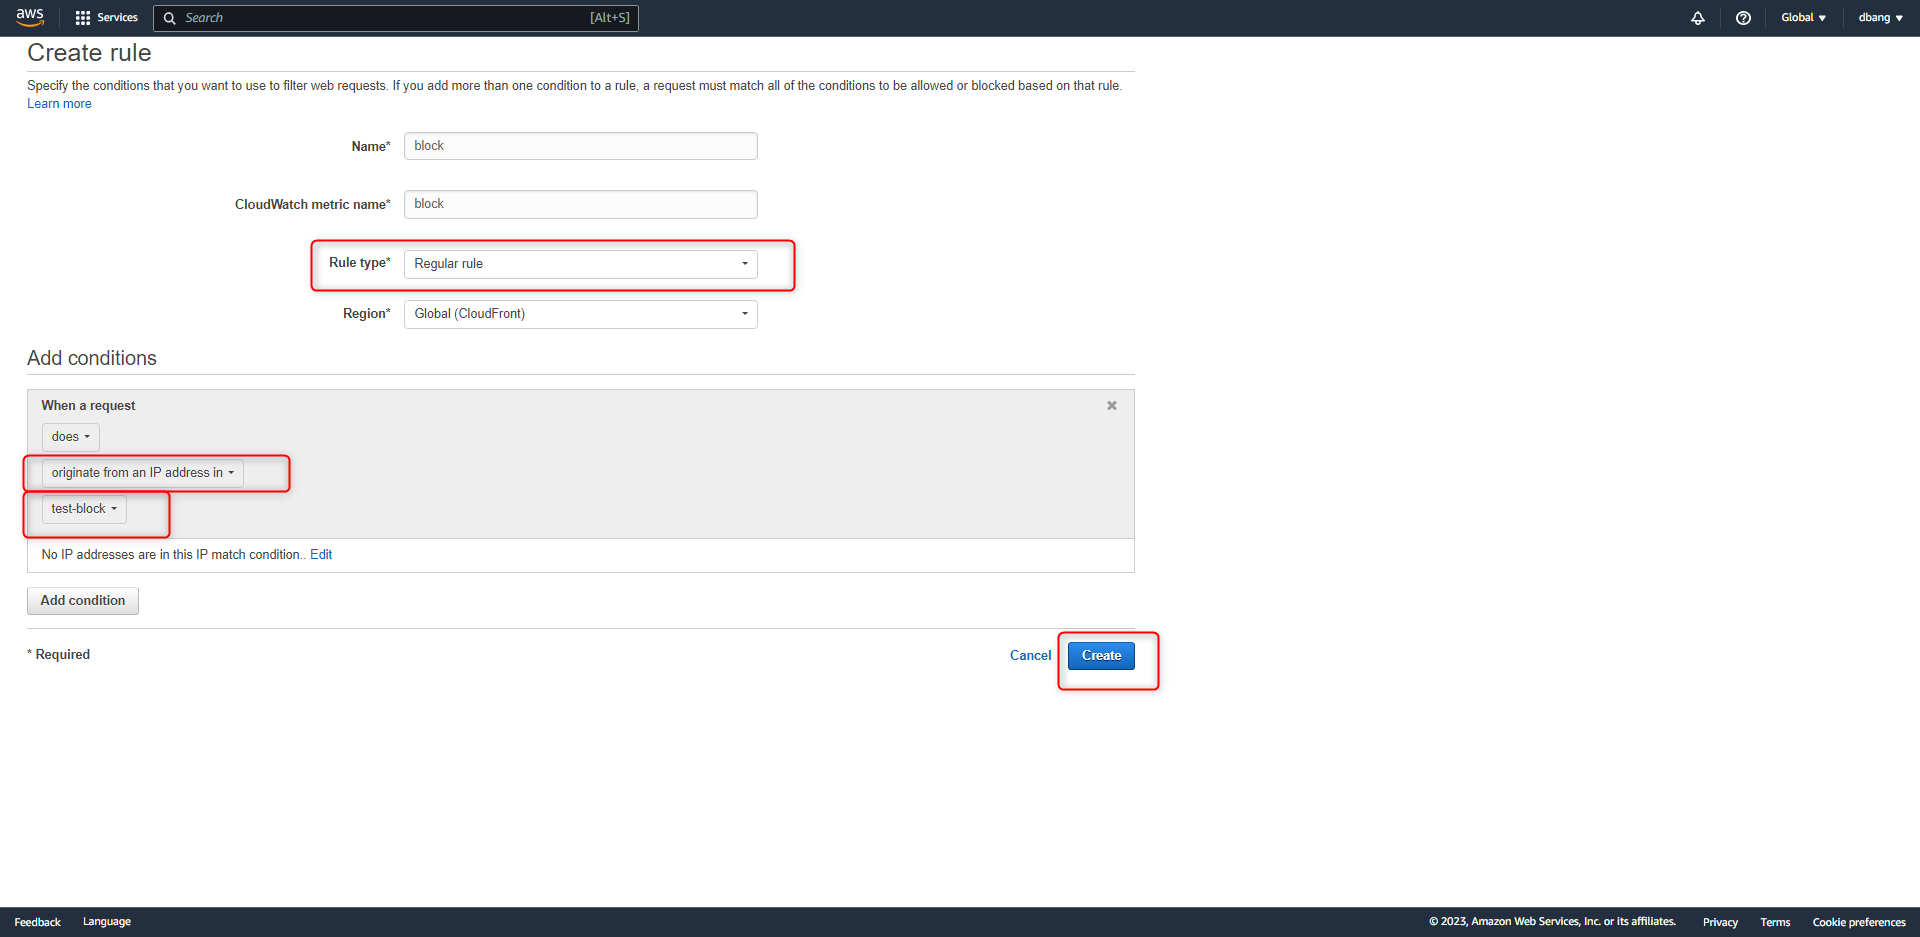 aws Services Search [Alt+S] Global dbang
Create rule
Specify the conditions that you want to use to filter web requests. If you add more than one condition to a rule, a request must match all of the conditions to be allowed or blocked based on that rule.
Learn more
Name* block
CloudWatch metric name* block
Rule type* Regular rule
Region* Global (CloudFront)
Add conditions
When a request
does
originate from an IP address in
test-block
No IP addresses are in this IP match condition.. Edit
Add condition
* Required Cancel Create
Feedback Language © 2023, Amazon Web Services, Inc. or its affiliates. Privacy Terms Cookie preferences